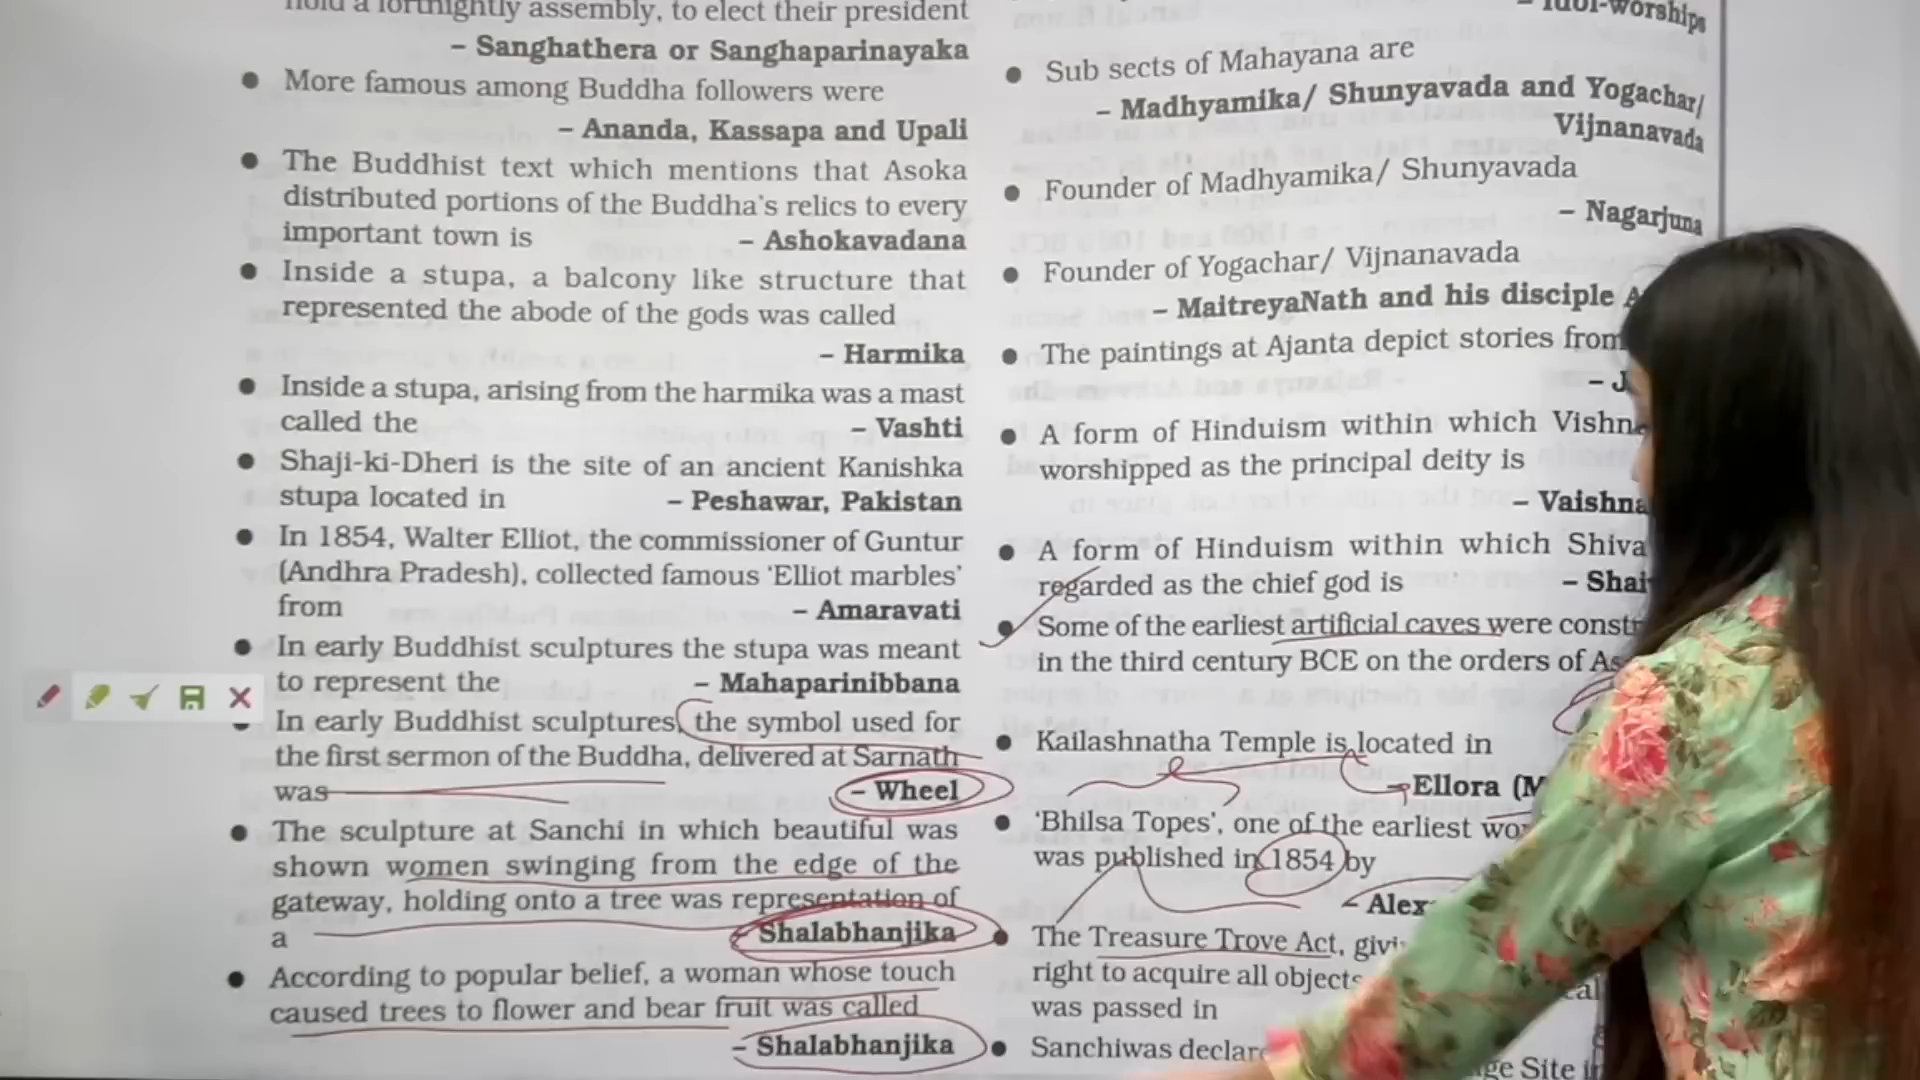 hold a fortnightly assembly, to elect their president
– Sanghathera or Sanghaparinayaka
● More famous among Buddha followers were
– Ananda, Kassapa and Upali
● The Buddhist text which mentions that Asoka
distributed portions of the Buddha's relics to every
important town is – Ashokavadana
● Inside a stupa, a balcony like structure that
represented the abode of the gods was called
– Harmika
● Inside a stupa, arising from the harmika was a mast
called the – Vashti
● Shaji-ki-Dheri is the site of an ancient Kanishka
stupa located in – Peshawar, Pakistan
● In 1854, Walter Elliot, the commissioner of Guntur
(Andhra Pradesh), collected famous 'Elliot marbles'
from – Amaravati
● In early Buddhist sculptures the stupa was meant
to represent the – Mahaparinibbana
● In early Buddhist sculptures, the symbol used for
the first sermon of the Buddha, delivered at Sarnath
was – Wheel
● The sculpture at Sanchi in which beautiful was
shown women swinging from the edge of the
gateway, holding onto a tree was representation of
a – Shalabhanjika
● According to popular belief, a woman whose touch
caused trees to flower and bear fruit was called
– Shalabhanjika
– Idol-worships
● Sub sects of Mahayana are
– Madhyamika/ Shunyavada and Yogachar/
Vijnanavada
● Founder of Madhyamika/ Shunyavada
– Nagarjuna
● Founder of Yogachar/ Vijnanavada
– MaitreyaNath and his disciple
● The paintings at Ajanta depict stories from
–
● A form of Hinduism within which
worshipped as the principal deity is
–
● A form of Hinduism within which Shiva
regarded as the chief god is –
● Some of the earliest artificial caves were
in the third century BCE on the orders of
● Kailashnatha Temple is located in
– Ellora
● 'Bhilsa Topes', one of the earliest
was published in 1854 by
–
● The Treasure Trove Act,
right to acquire all objects
was passed in
● Sanchiwas
Site in